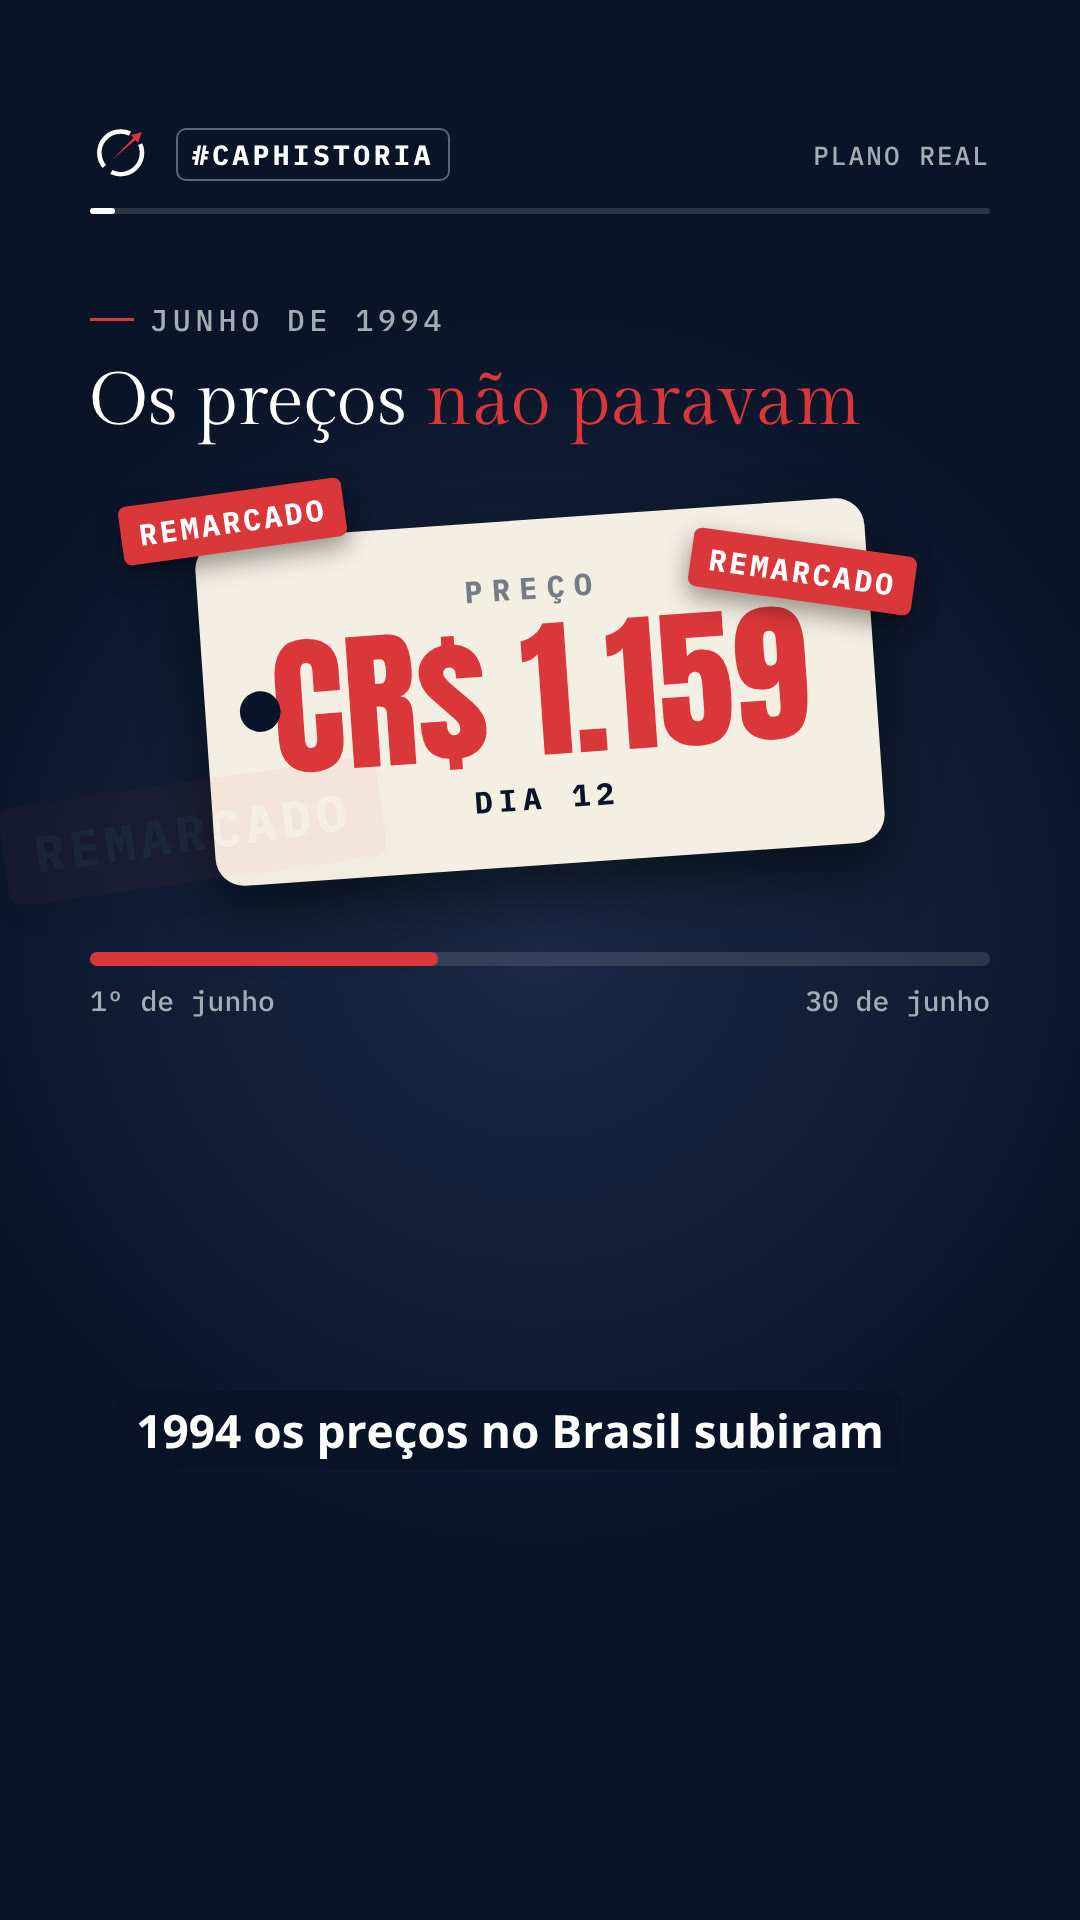 #CAPHISTORIA
PLANO REAL
JUNHO DE 1994
Os preços não paravam
REMARCADO
REMARCADO
PREÇO
CR$ 1.159
DIA 12
REMARCADO
1º de junho
30 de junho
1994 os preços no Brasil subiram